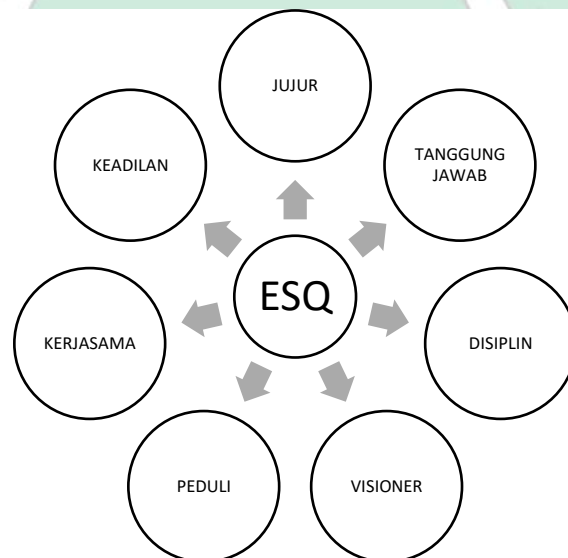 JUJUR
TANGGUNG
JAWAB
KEADILAN
ESQ
KERJASAMA
DISIPLIN
PEDULI
VISIONER